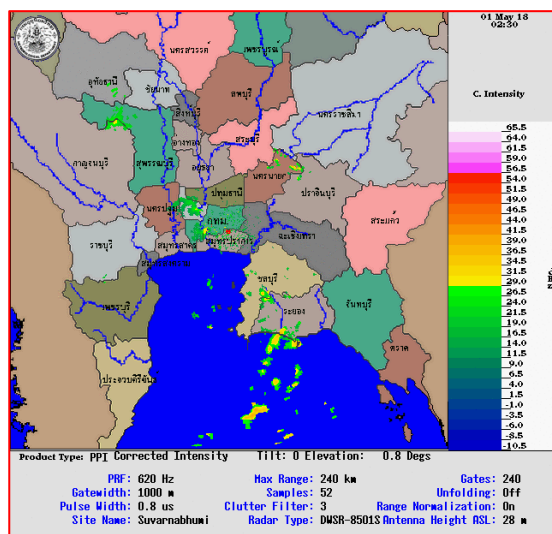 01 May 18
02:30
C. Intensity
65.5
64.0
61.5
59.0
56.5
54.0
51.5
49.0
46.5
44.0
41.5
39.0
36.5
34.0
31.5
29.0
26.5
24.0
21.5
19.0
16.5
14.0
11.5
9.0
6.5
4.0
1.5
-1.0
-3.5
-6.0
-8.5
-10.5
นครสวรรค์
เพชรบูรณ์
อุทัยธานี
ชัยนาท
ลพบุรี
นครราชสีมา
สิงห์บุรี
สระบุรี
อ่างทอง
กาญจนบุรี
สุพรรณบุรี
อยุธยา
นครนายก
ปราจีนบุรี
ปทุมธานี
นครปฐม
กทม.
สระแก้ว
ฉะเชิงเทรา
ราชบุรี
สมุทรสาคร
สมุทรปราการ
ชลบุรี
เพชรบุรี
ระยอง
จันทบุรี
ตราด
ประจวบคีรีขันธ์
Product Type: PPI Corrected Intensity Tilt: 0 Elevation: 0.8 Degs
PRF: 620 Hz Max Range: 240 km Gates: 240
Gatewidth: 1000 m Samples: 52 Unfolding: Off
Pulse Width: 0.8 us Clutter Filter: 3 Range Normalization: On
Site Name: Suvarnabhumi Radar Type: DWSR-8501S Antenna Height ASL: 28 m